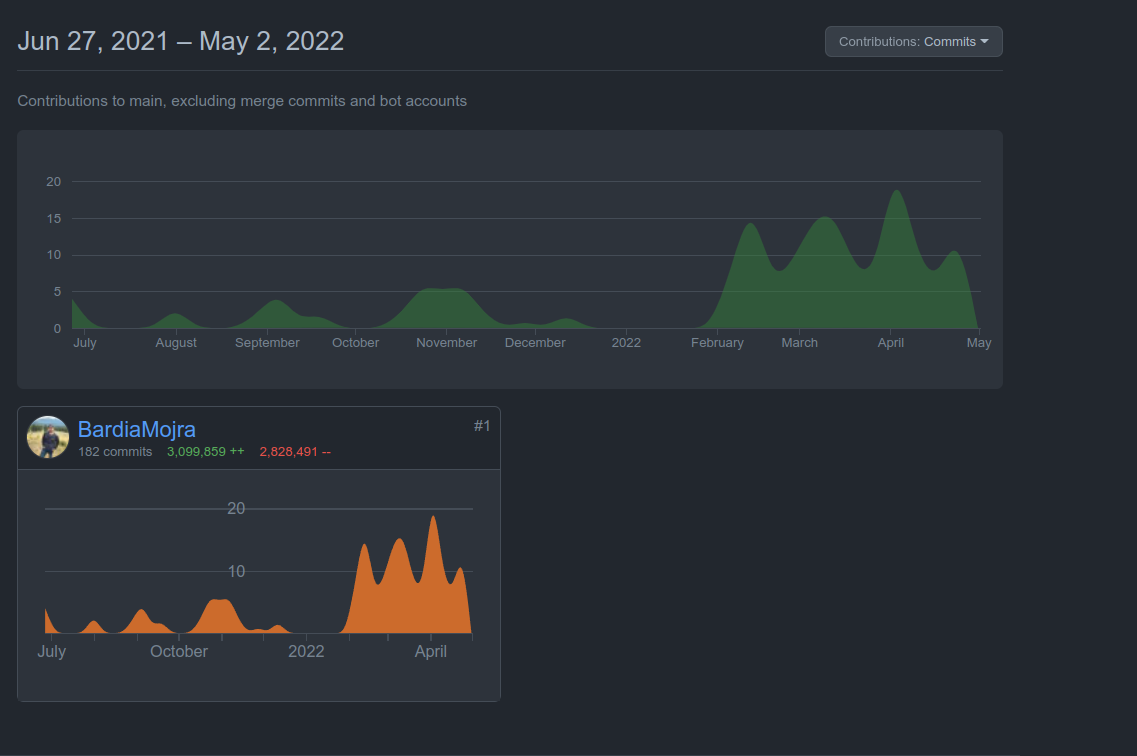 Jun 27, 2021 – May 2, 2022
Contributions: Commits
Contributions to main, excluding merge commits and bot accounts
20
15
10
5
0
July August September October November December 2022 February March April May
BardiaMojra #1
182 commits 3,099,859 ++ 2,828,491 --
20
10
July October 2022 April